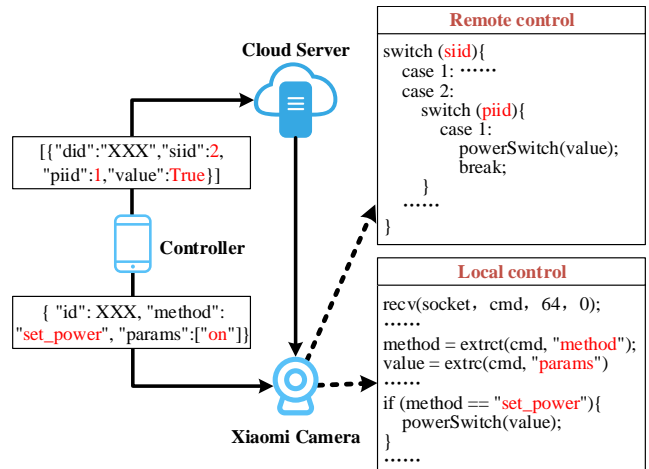 Cloud Server
[{"did":"XXX","siid":2,
"piid":1,"value":True}]
Controller
{ "id": XXX, "method":
"set_power", "params":["on"]}
Xiaomi Camera
Remote control
switch (siid){
case 1: ······
case 2:
switch (piid){
case 1:
powerSwitch(value);
break;
}
······
}
Local control
recv(socket，cmd，64，0);
······
method = extrct(cmd, "method");
value = extrc(cmd, "params")
······
if (method == "set_power"){
powerSwitch(value);
}
······